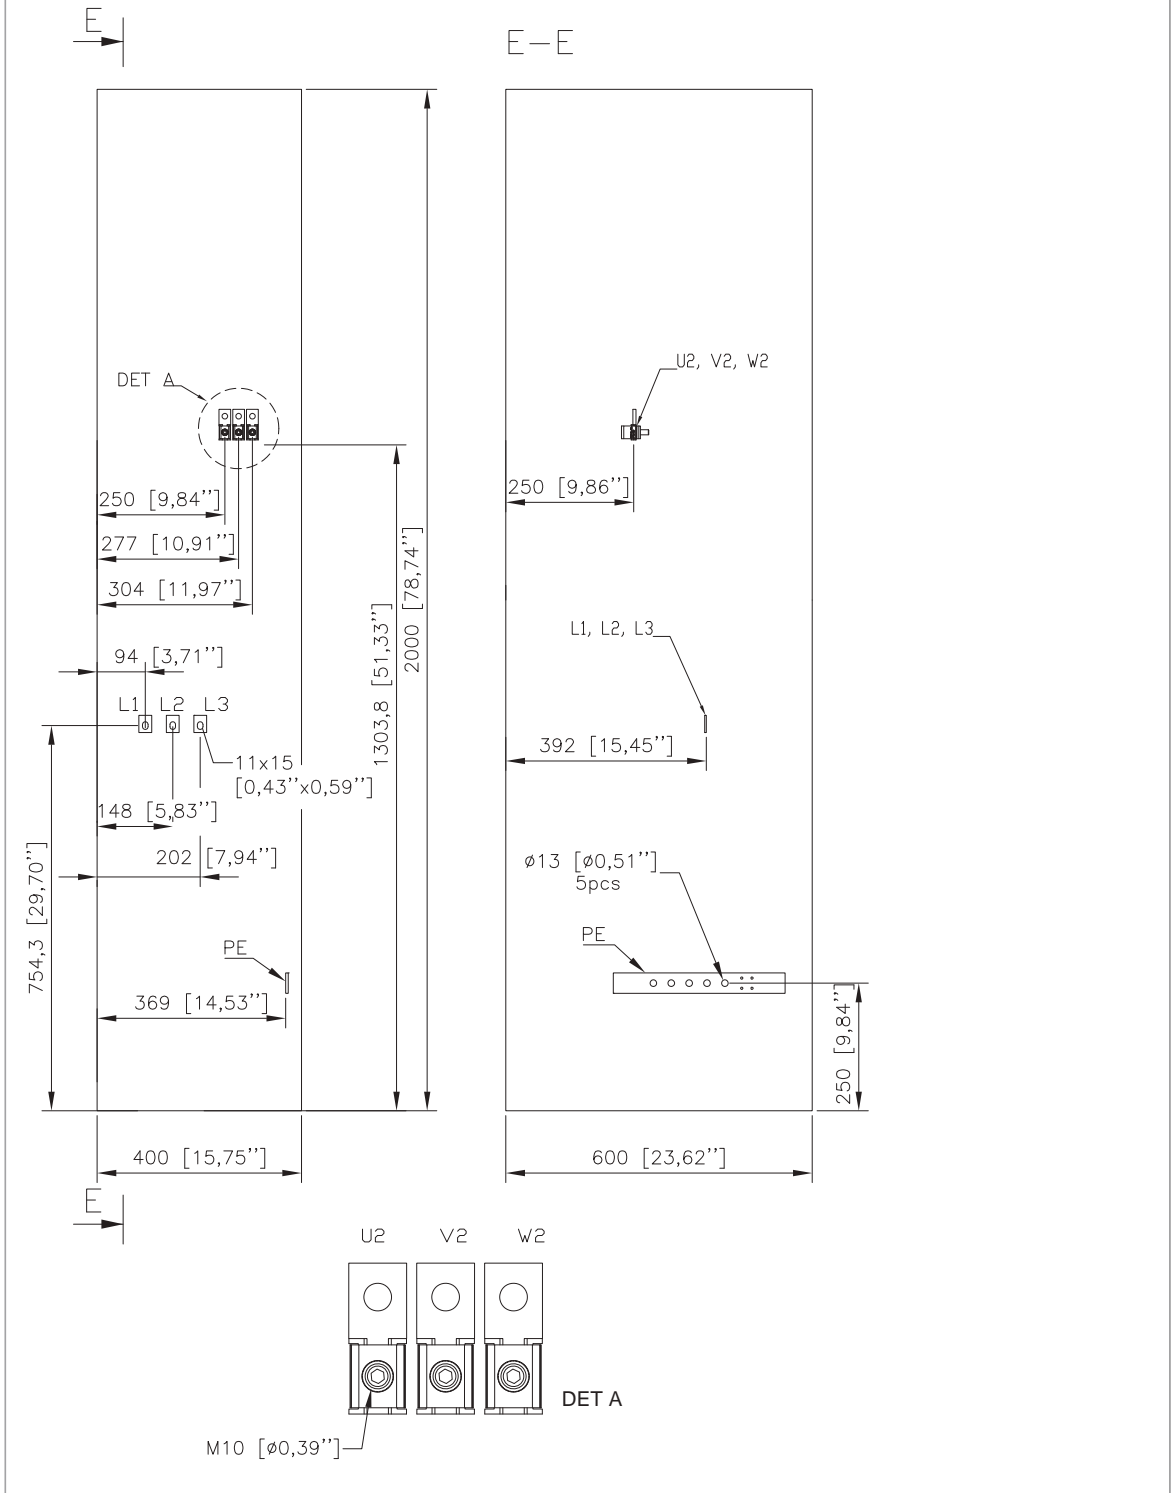 E
E–E
DET A
U2, V2, W2
250 [9,84'']
277 [10,91'']
304 [11,97'']
250 [9,86'']
2000 [78,74'']
1303,8 [51,33'']
L1, L2, L3
94 [3,71'']
L1 L2 L3
11x15
[0,43''x0,59'']
392 [15,45'']
148 [5,83'']
202 [7,94'']
754,3 [29,70'']
ø13 [ø0,51'']
5pcs
PE
PE
369 [14,53'']
250 [9,84'']
400 [15,75'']
600 [23,62'']
E
U2 V2 W2
DET A
M10 [ø0,39'']